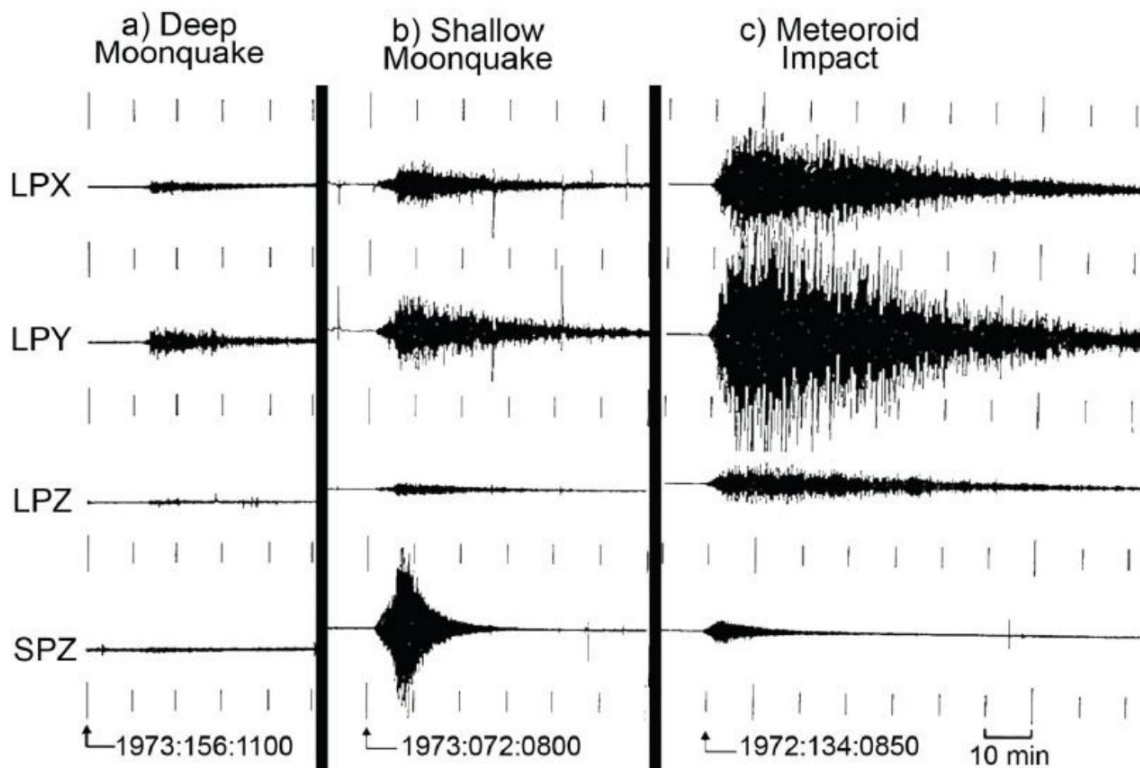 a) Deep
Moonquake
b) Shallow
Moonquake
c) Meteoroid
Impact
LPX
LPY
LPZ
SPZ
1973:156:1100
1973:072:0800
1972:134:0850
10 min